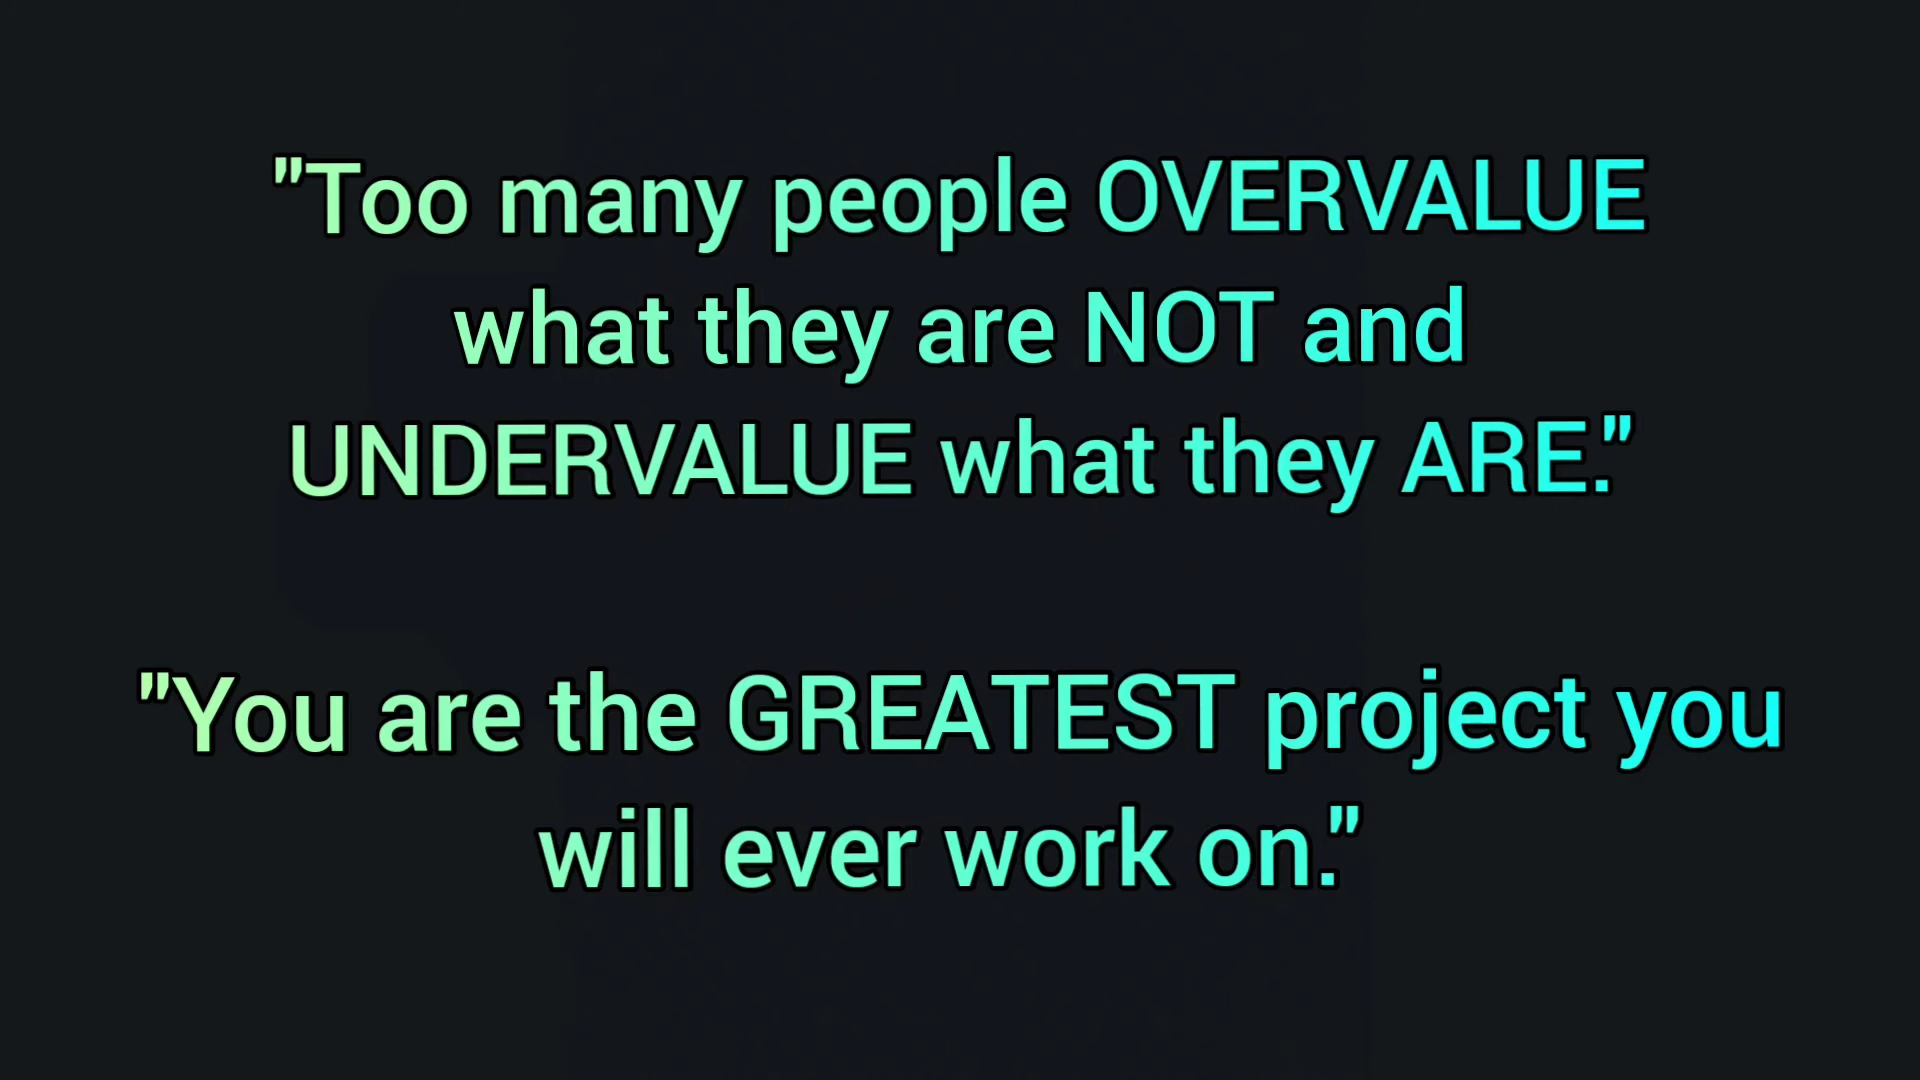 "Too many people OVERVALUE
what they are NOT and
UNDERVALUE what they ARE."
"You are the GREATEST project you
will ever work on."